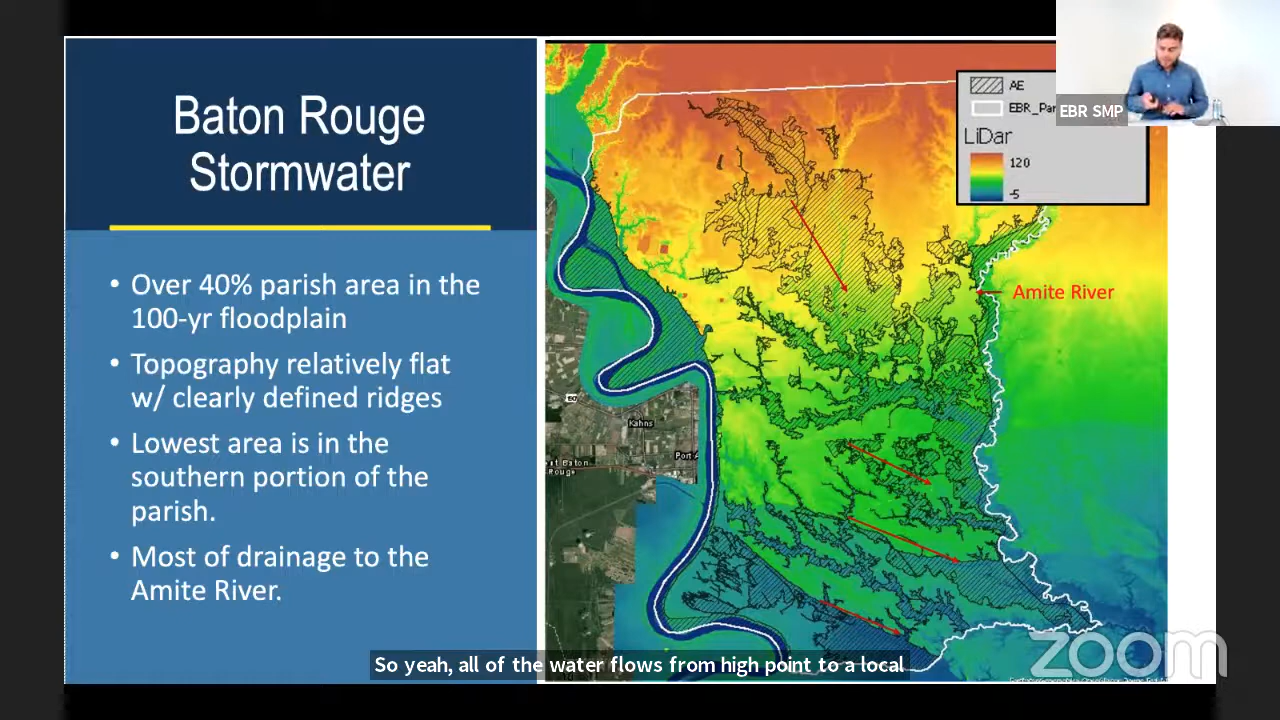 Baton Rouge
Stormwater
• Over 40% parish area in the
100-yr floodplain
• Topography relatively flat
w/ clearly defined ridges
• Lowest area is in the
southern portion of the
parish.
• Most of drainage to the
Amite River.
AE
EBR_Par
LiDar
120
-5
EBR SMP
Amite River
Kahns
Port A
st Baton
Rouge
So yeah, all of the water flows from high point to a local
zoom